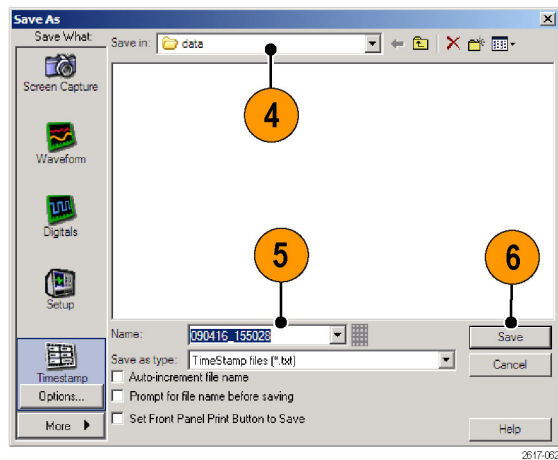 Save As
Save What:
Save in: data
Screen Capture
4
Waveform
Digitals
5
6
Setup
Name: 090416_155028
Save
Save as type: TimeStamp files (*.txt)
Cancel
Timestamp
Auto-increment file name
Options...
Prompt for file name before saving
More
Set Front Panel Print Button to Save
Help
2617-062